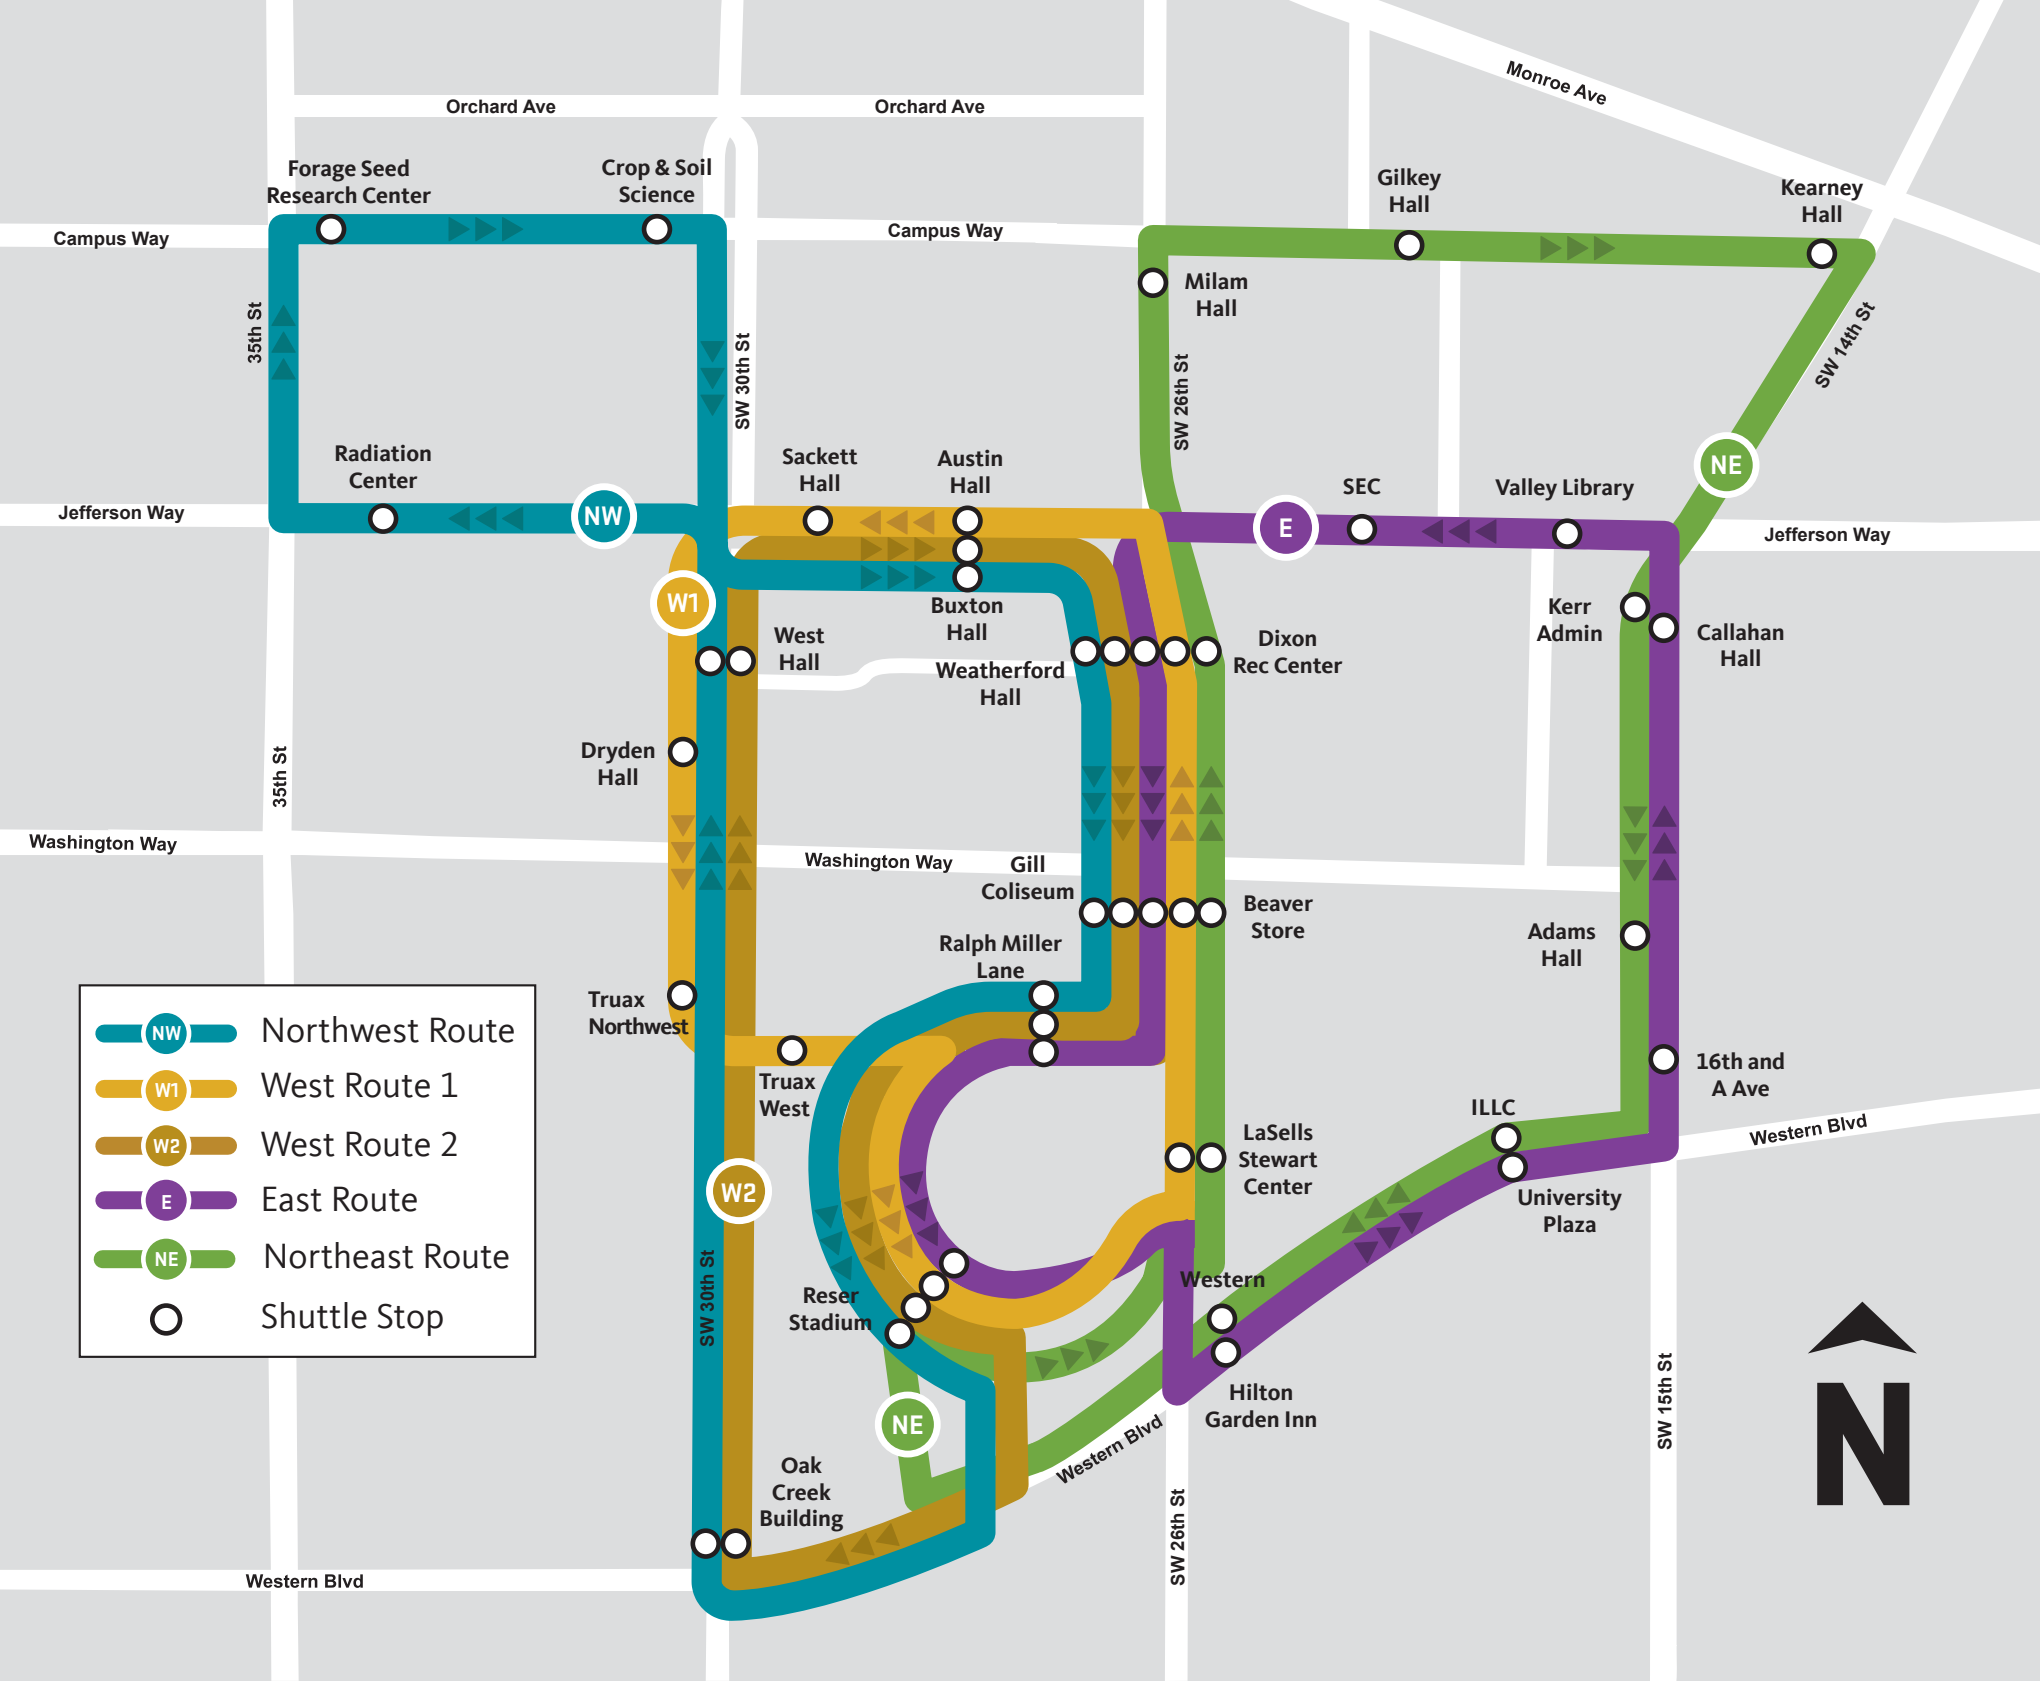 Monroe Ave
Orchard Ave
Orchard Ave
Forage Seed
Research Center
Crop & Soil
Science
Gilkey
Hall
Kearney
Hall
Campus Way
Campus Way
Milam
Hall
35th St
SW 30th St
SW 26th St
SW 14th St
Radiation
Center
Sackett
Hall
Austin
Hall
SEC
Valley Library
NE
Jefferson Way
NW
E
Jefferson Way
W1
Buxton
Hall
Kerr
Admin
Callahan
Hall
West
Hall
Weatherford
Hall
Dixon
Rec Center
Dryden
Hall
35th St
Washington Way
Washington Way
Gill
Coliseum
Beaver
Store
Adams
Hall
Ralph Miller
Lane
Truax
Northwest
Truax
West
16th and
A Ave
ILLC
Western Blvd
LaSells
Stewart
Center
W2
University
Plaza
SW 30th St
Reser
Stadium
Western
Hilton
Garden Inn
NE
Western Blvd
SW 15th St
Oak
Creek
Building
SW 26th St
Western Blvd
NW
Northwest Route
W1
West Route 1
W2
West Route 2
E
East Route
NE
Northeast Route
Shuttle Stop
N